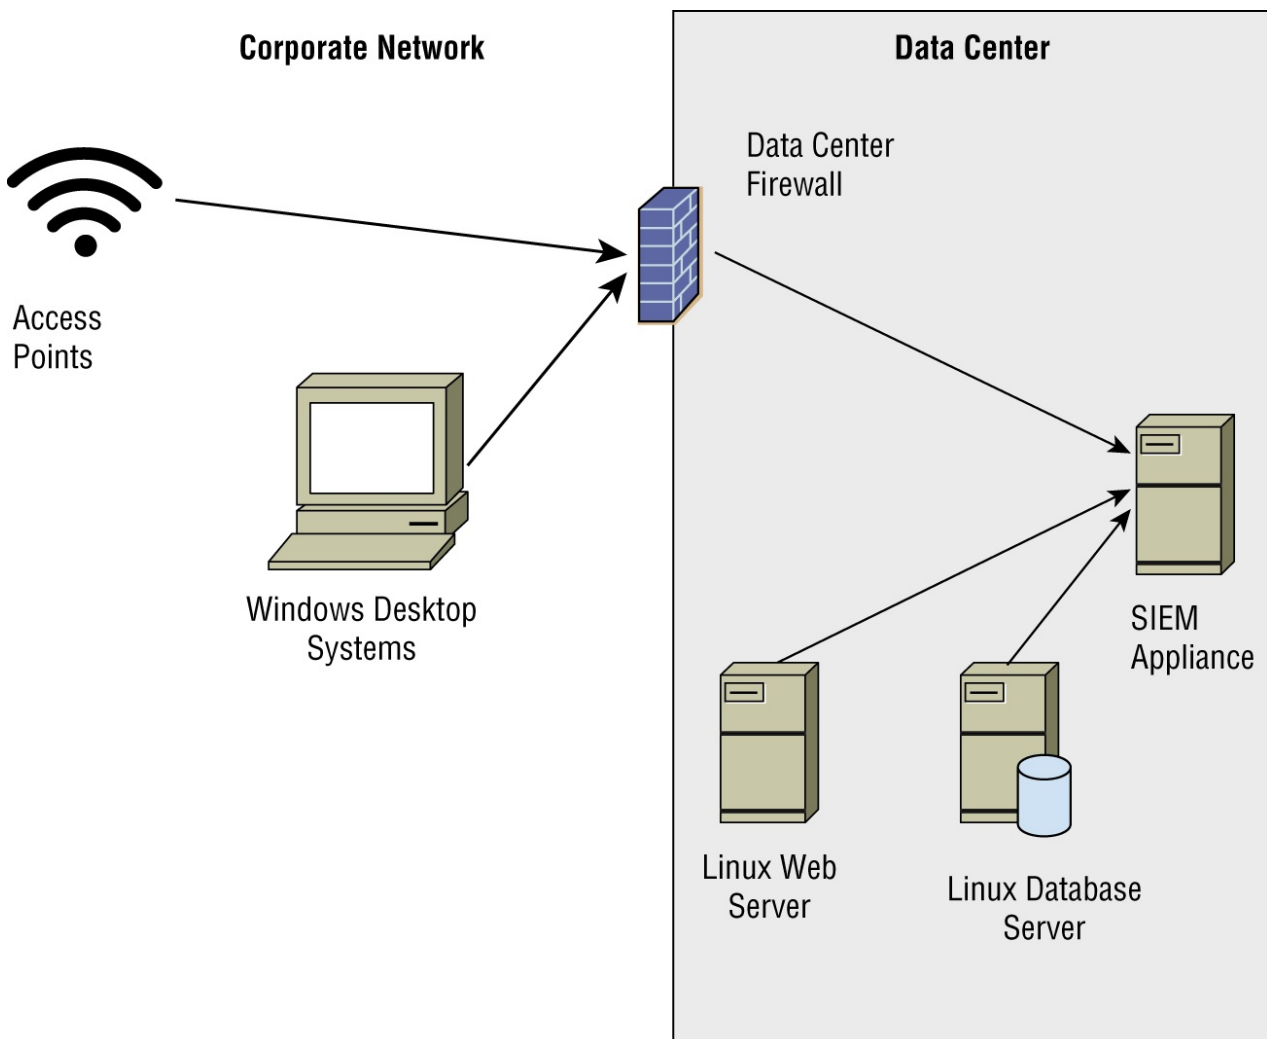 Corporate Network
Data Center
Data Center
Firewall
Access
Points
Windows Desktop
Systems
SIEM
Appliance
Linux Web
Server
Linux Database
Server